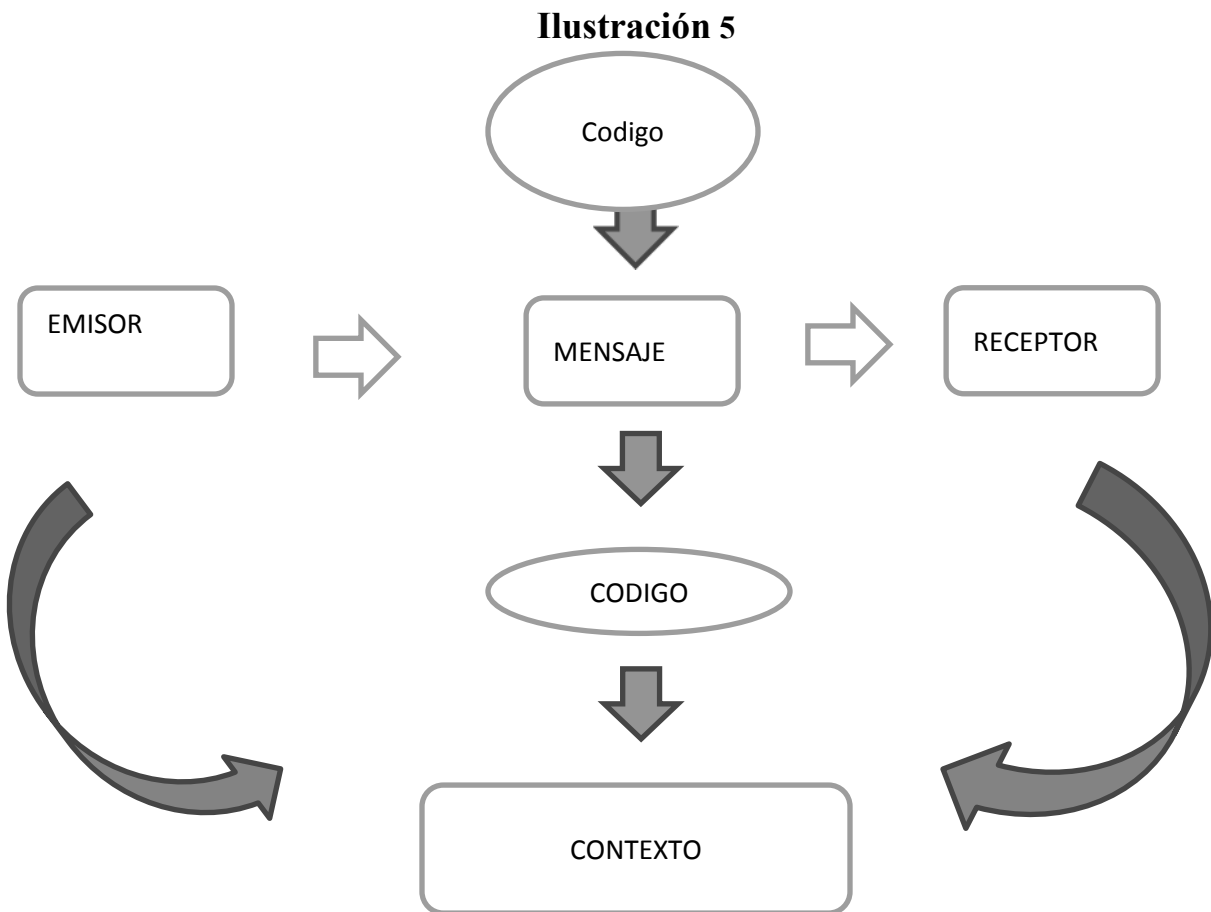 Ilustración 5
Codigo
EMISOR
MENSAJE
RECEPTOR
CODIGO
CONTEXTO